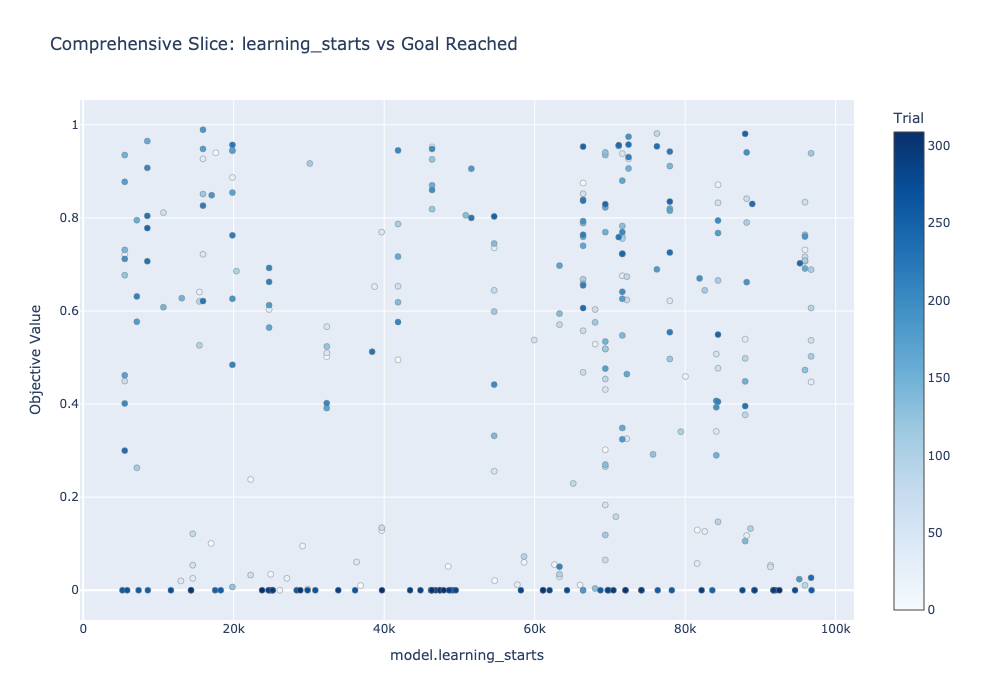 Comprehensive Slice: learning_starts vs Goal Reached
Trial
300
250
200
150
100
50
0
Objective Value
1
0.8
0.6
0.4
0.2
0
0
20k
40k
60k
80k
100k
model.learning_starts